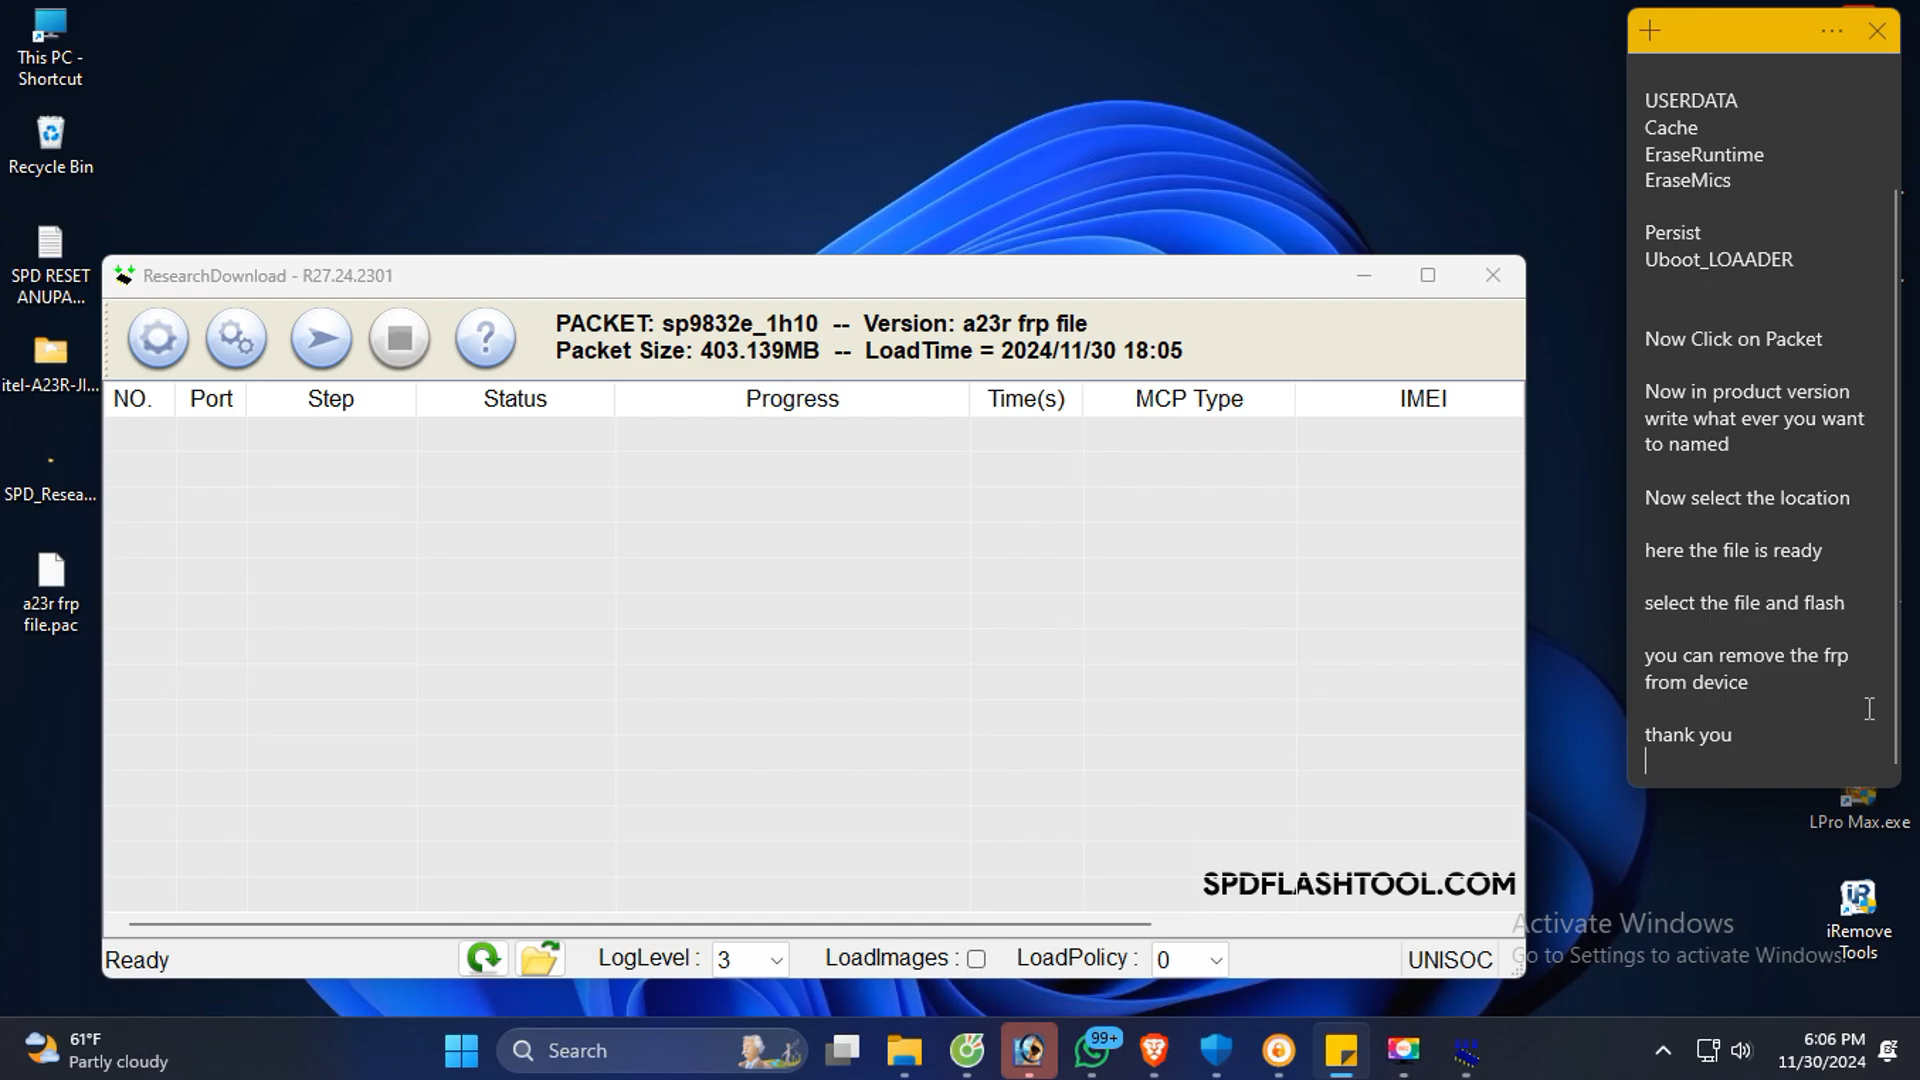 This PC -
Shortcut
Recycle Bin
SPD RESET
ANUPA...
itel-A23R-JI...
SPD_Resea...
a23r frp
file.pac
ResearchDownload - R27.24.2301
PACKET: sp9832e_1h10 -- Version: a23r frp file
Packet Size: 403.139MB -- LoadTime = 2024/11/30 18:05
NO. Port Step Status Progress Time(s) MCP Type IMEI
SPDFLASHTOOL.COM
Ready LogLevel : 3 LoadImages : LoadPolicy : 0 UNISOC
USERDATA
Cache
EraseRuntime
EraseMics
Persist
Uboot_LOAADER
Now Click on Packet
Now in product version
write what ever you want
to named
Now select the location
here the file is ready
select the file and flash
you can remove the frp
from device
thank you
LPro Max.exe
iRemove
Tools
Activate Windows
Go to Settings to activate Windows.
61°F
Partly cloudy
Search
99+
6:06 PM
11/30/2024